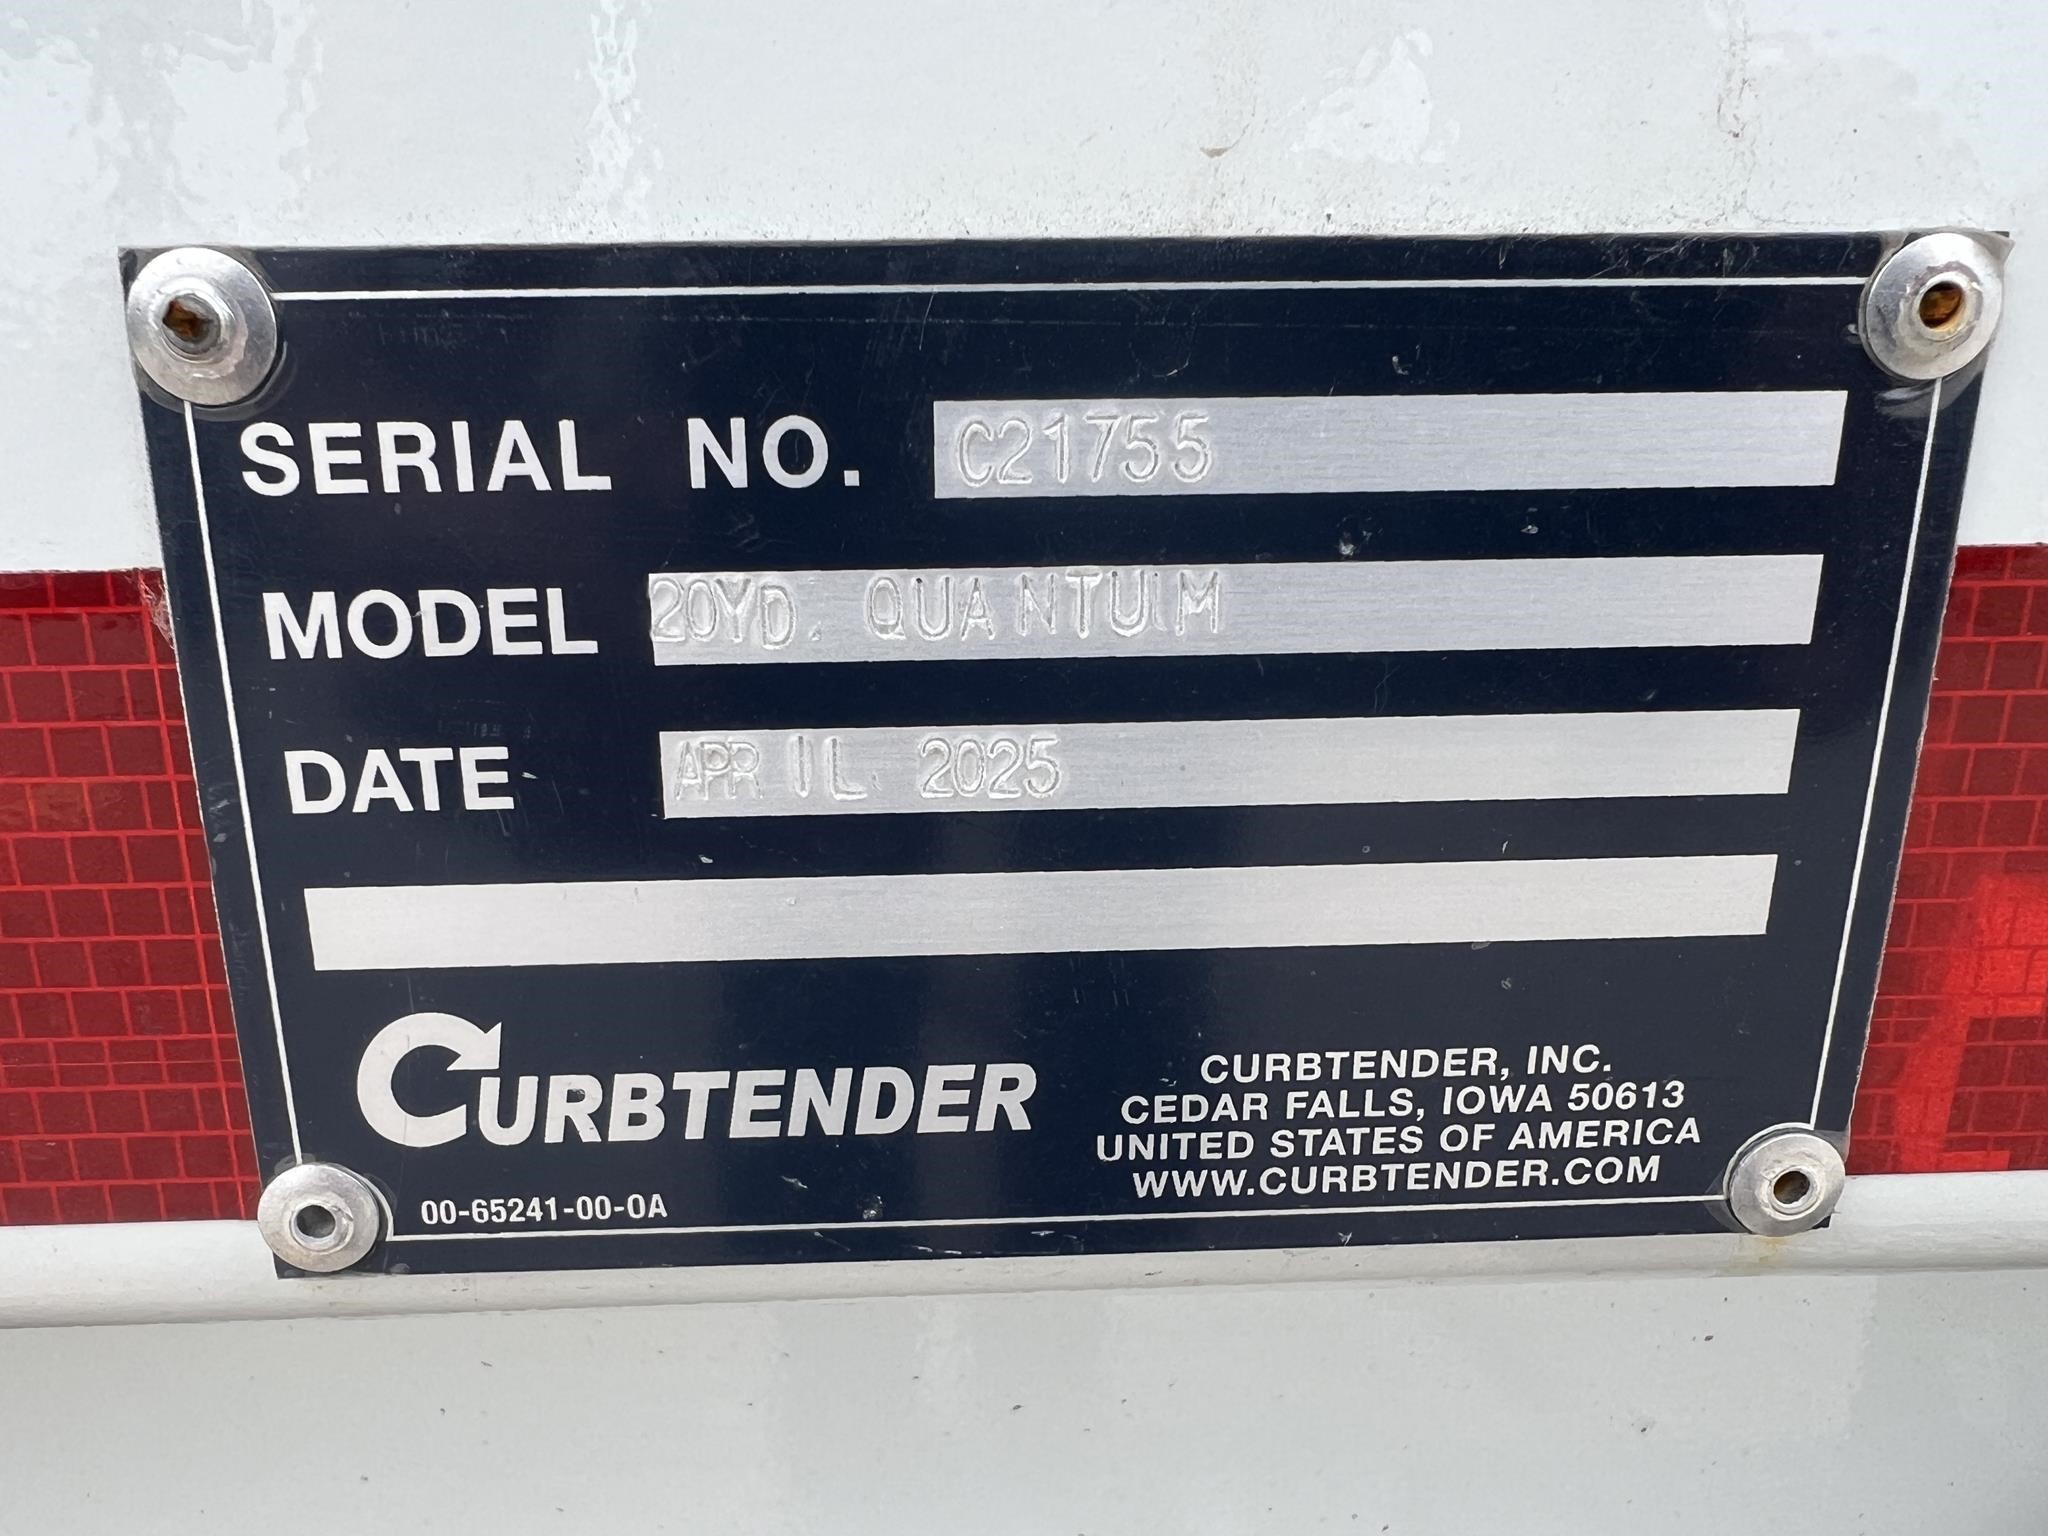 SERIAL NO. C21755
MODEL 20YD. QUANTUM
DATE APRIL 2025
CURBTENDER
CURBTENDER, INC.
CEDAR FALLS, IOWA 50613
UNITED STATES OF AMERICA
WWW.CURBTENDER.COM
00-65241-00-0A